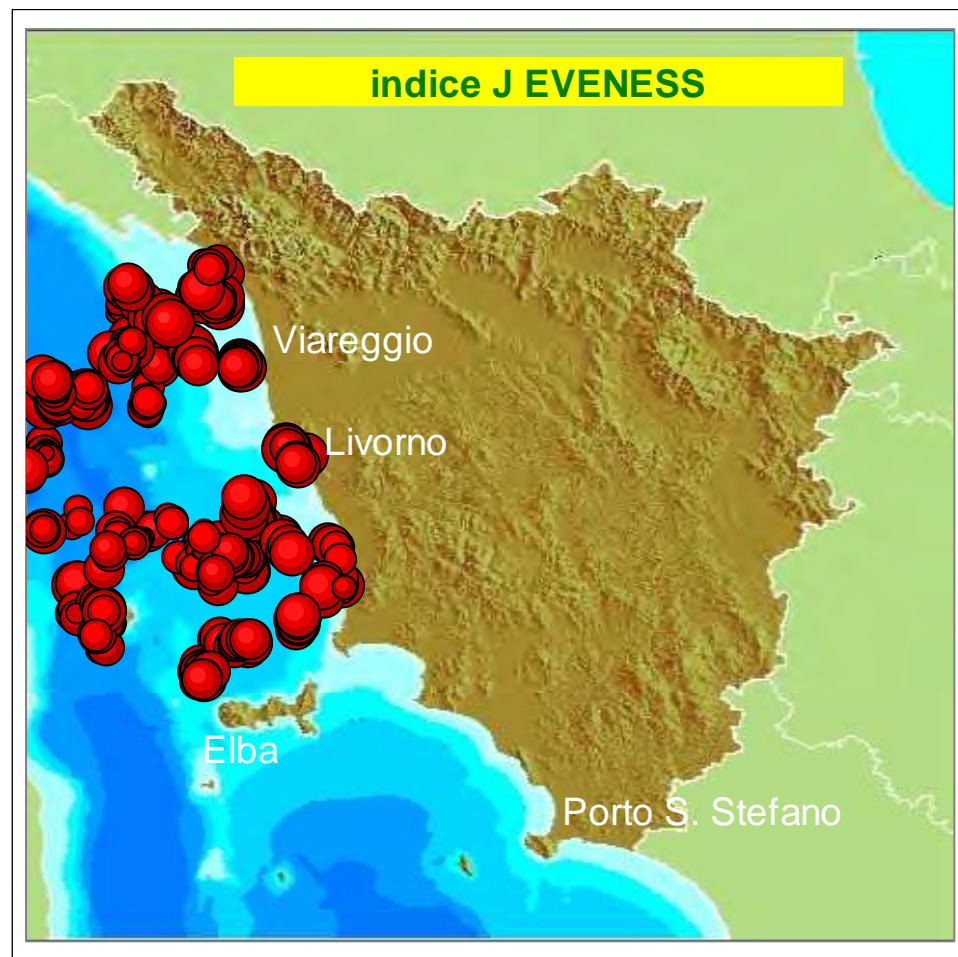 indice J EVENESS
Viareggio
Livorno
Elba
Porto S. Stefano